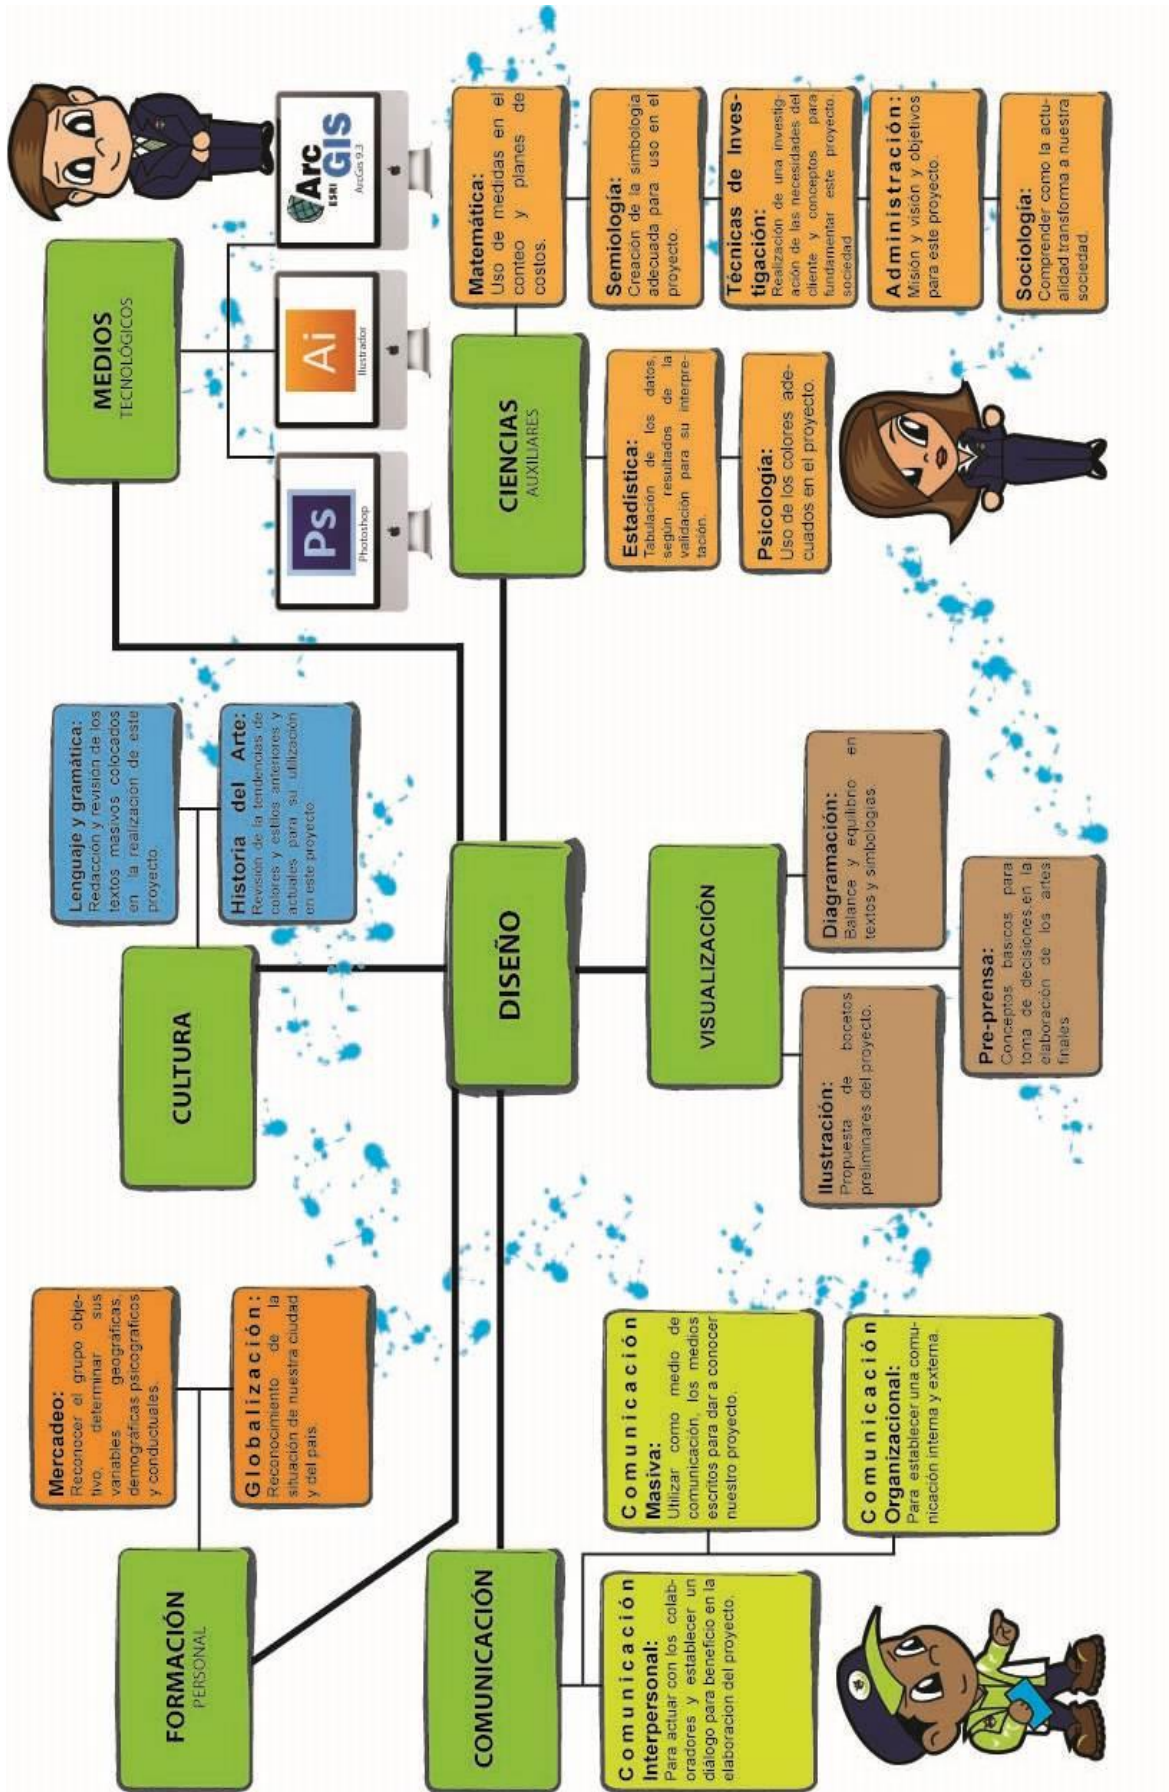 FORMACIÓN
PERSONAL
Mercadeo:
Reconocer el grupo obje-
tivo, determinar sus
variables geográficas,
demográficas psicograficos
y conductuales.
Globalización:
Reconocimiento de la
situación de nuestra ciudad
y del país.
CULTURA
Lenguaje y gramática:
Redacción y revisión de los
textos masivos colocados
en la realización de este
proyecto.
Historia del Arte:
Revisión de la tendencias de
colores y estilos anteriores y
actuales para su utilización
en este proyecto.
MEDIOS
TECNOLÓGICOS
Ps
Photoshop
Ai
Illustrador
Arc
ESRI GIS
ArcGis 9.3
COMUNICACIÓN
DISEÑO
CIENCIAS
AUXILIARES
Matemática:
Uso de medidas en el
conteo y planes de
costos.
Semiología:
Creación de la simbología
adecuada para uso en el
proyecto.
Técnicas de Inves-
tigación:
Realización de una investig-
ación de las necesidades del
cliente y conceptos para
fundamentar este proyecto.
sociedad
Administración:
Misión y visión y objetivos
para este proyecto.
Sociología:
Comprender como la actu-
alidad transforma a nuestra
sociedad.
Estadística:
Tabulación de los datos,
según resultados de la
validación para su interpre-
tación.
Psicología:
Uso de los colores ade-
cuados en el proyecto.
Comunicación
Interpersonal:
Para actuar con los colab-
oradores y establecer un
diálogo para beneficio en la
elaboración del proyecto.
Comunicación
Masiva:
Utilizar como medio de
comunicación, los medios
escritos para dar a conocer
nuestro proyecto.
Comunicación
Organizacional:
Para establecer una comu-
nicación interna y externa.
VISUALIZACIÓN
Ilustración:
Propuesta de bocetos
preliminares del proyecto.
Diagramación:
Balance y equilibrio en
textos y simbologías.
Pre-prensa:
Conceptos básicos para
toma de decisiones en la
elaboración de los artes
finales